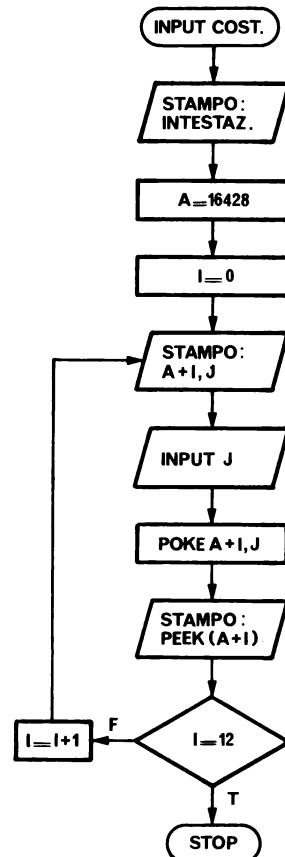 INPUT COST.
STAMPO:
INTESTAZ.
A=16428
I=0
STAMPO:
A+I, J
INPUT J
POKE A+I, J
STAMPO:
PEEK (A+I)
I=12
F
I=I+1
T
STOP